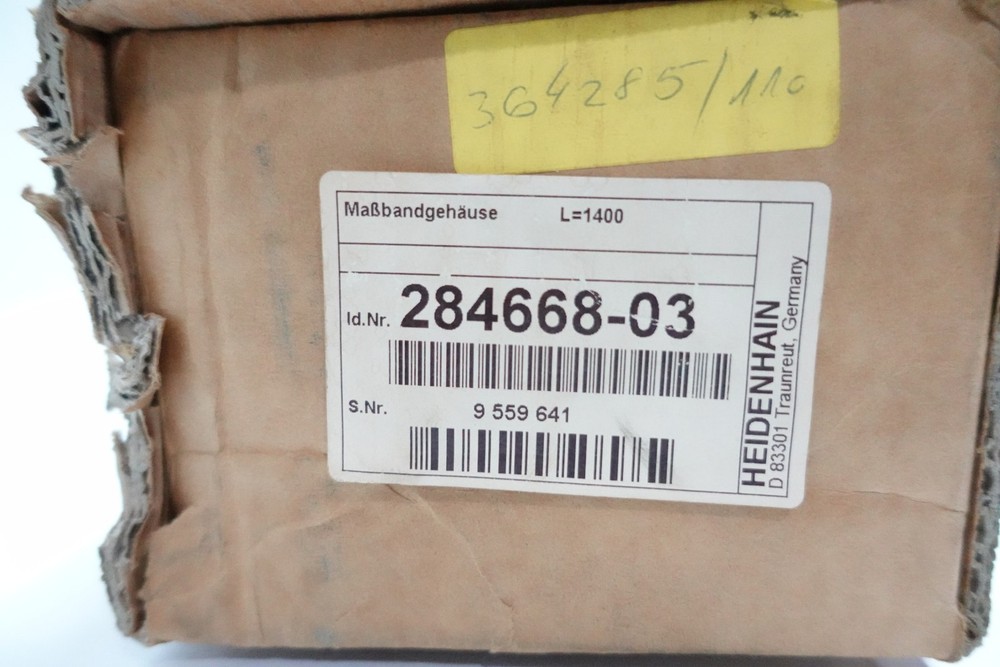 364285/110
Maßbandgehäuse L=1400
Id.Nr. 284668-03
S.Nr. 9 559 641
HEIDENHAIN
D 83301 Traunreut, Germany